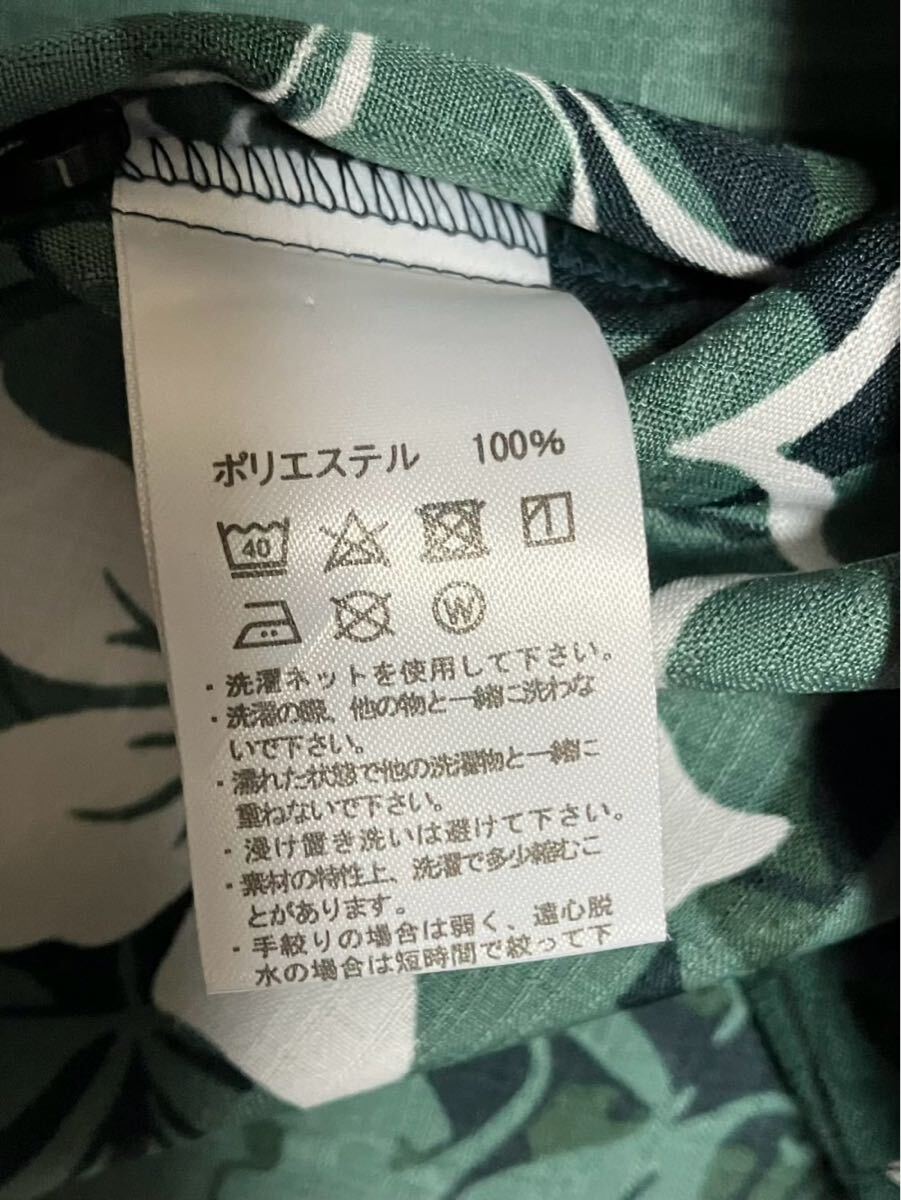 ポリエステル 100%
40
W
・洗濯ネットを使用して下さい。
・洗濯の際、他の物と一緒に洗わな
いで下さい。
・濡れた状態で他の洗濯物と一緒に
重ねないで下さい。
・浸け置き洗いは避けて下さい。
・素材の特性上、洗濯で多少縮むこ
とがあります。
・手絞りの場合は弱く、遠心脱
水の場合は短時間で絞って下